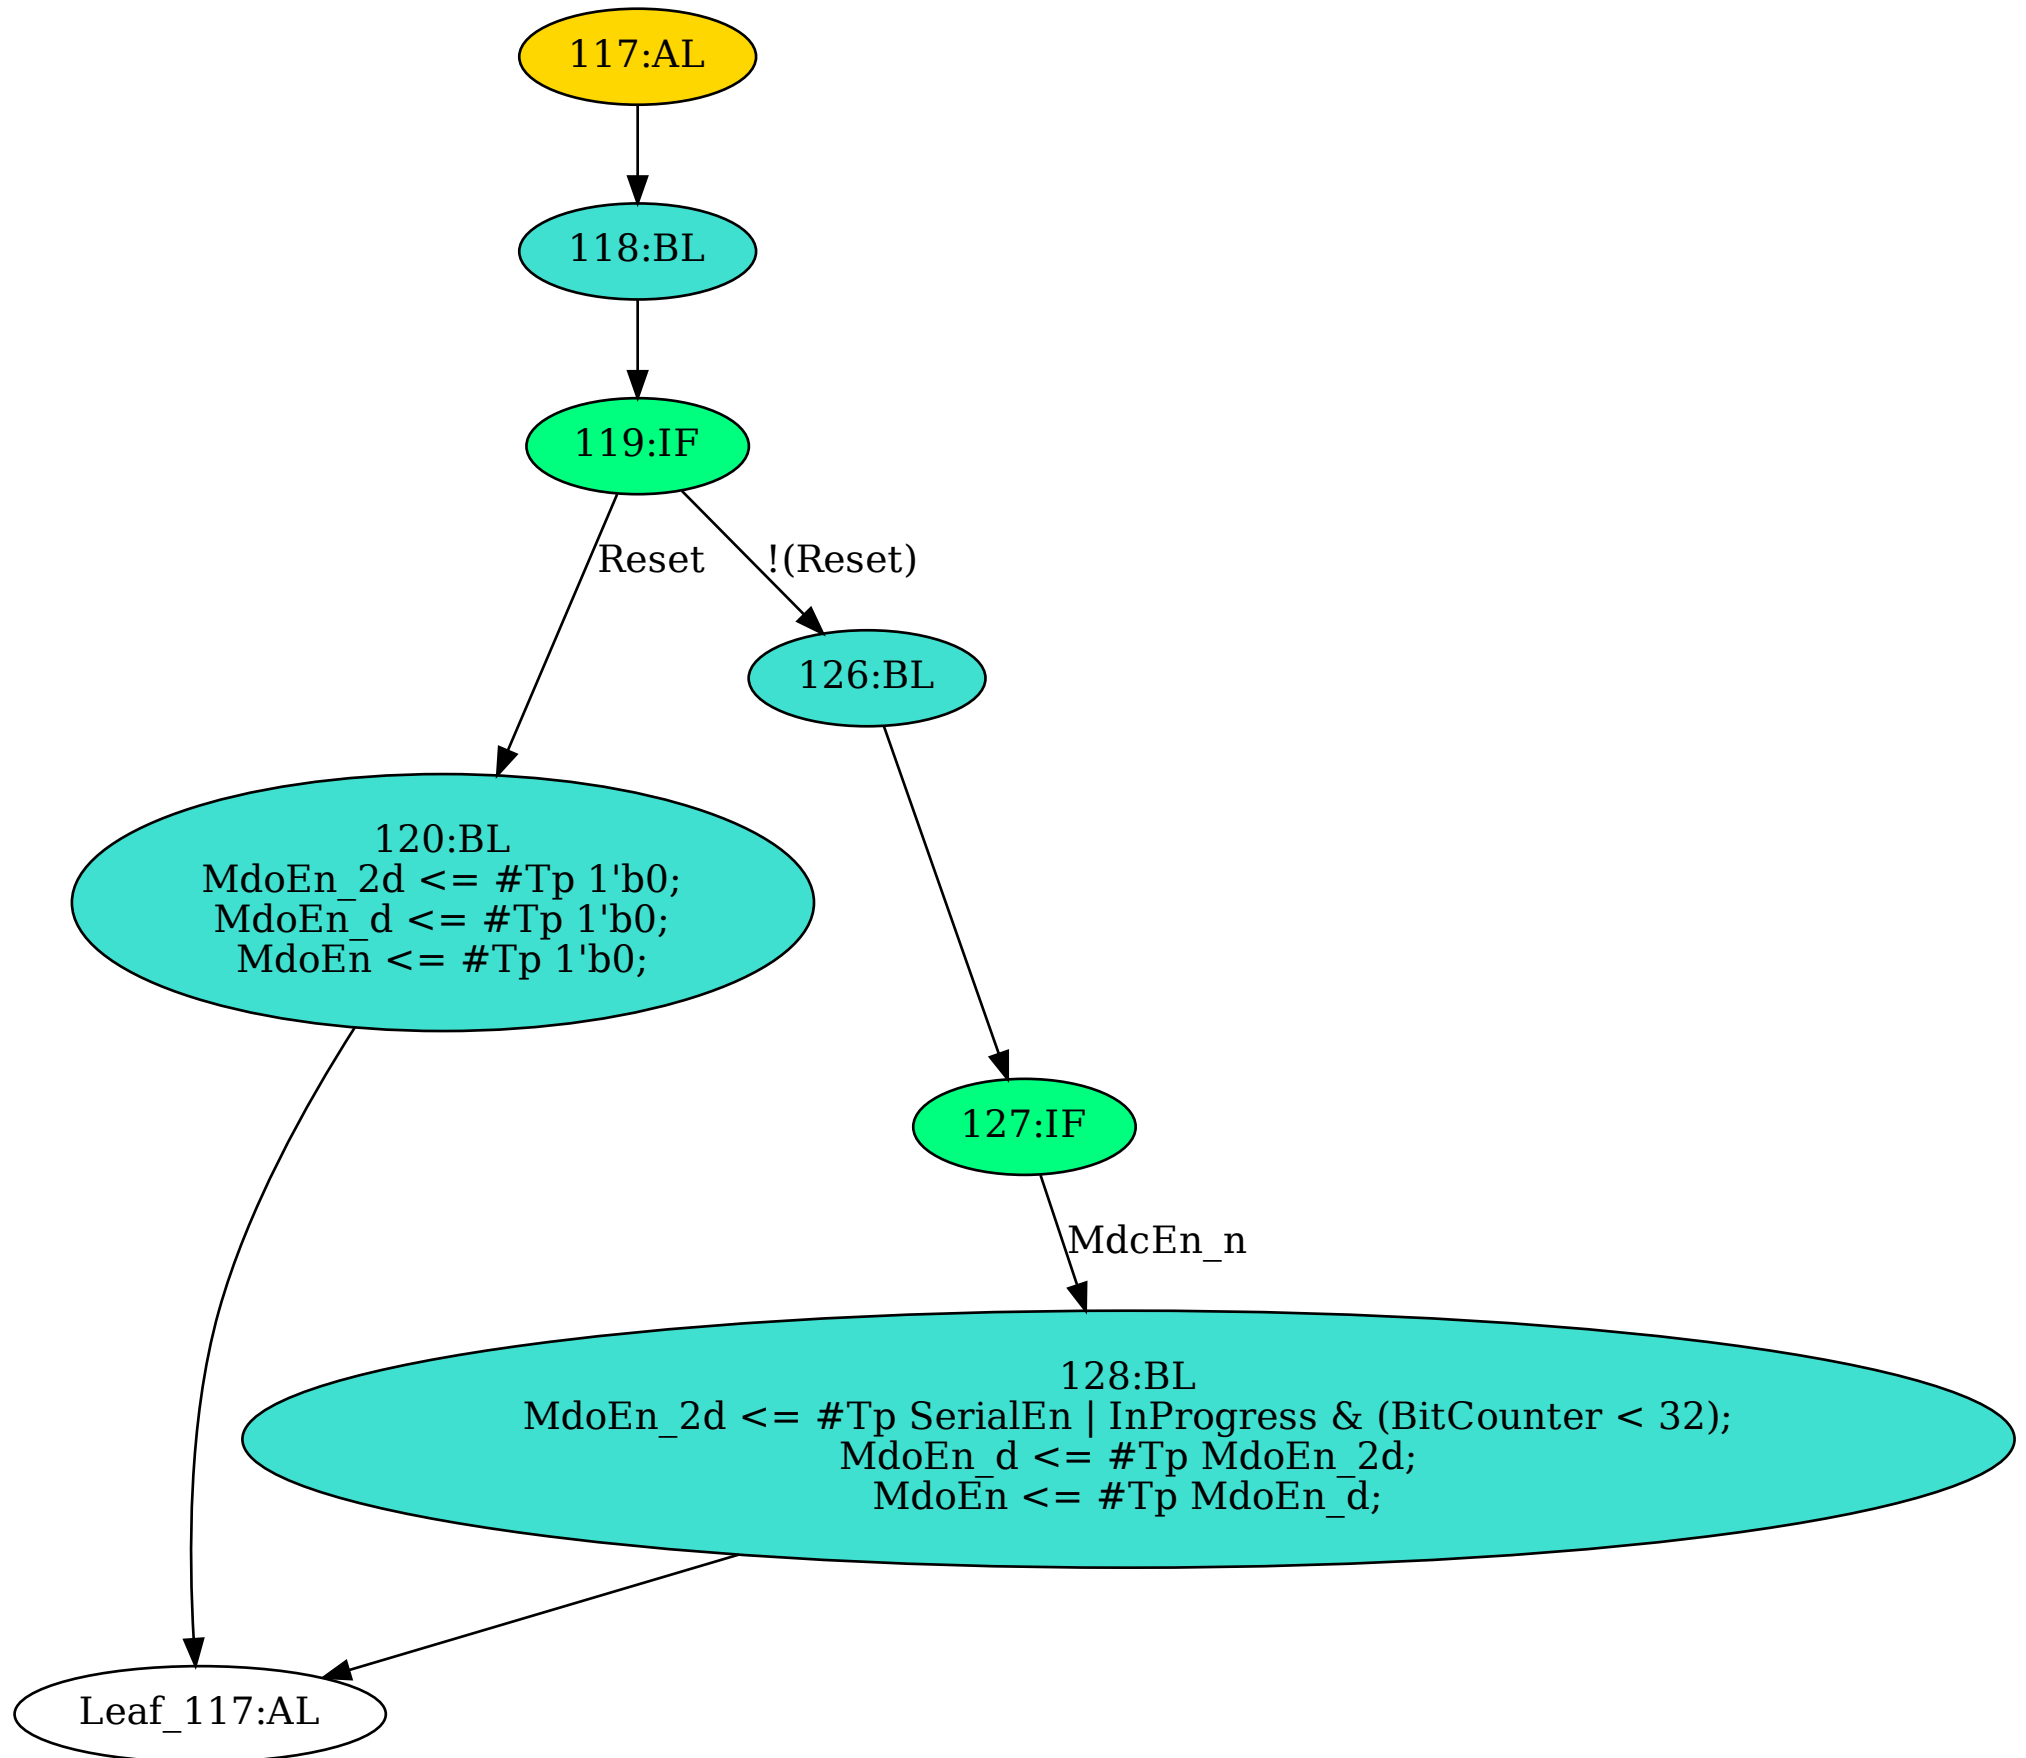 117:AL
118:BL
119:IF
Reset
!(Reset)
126:BL
120:BL
MdoEn_2d <= #Tp 1'b0;
MdoEn_d <= #Tp 1'b0;
MdoEn <= #Tp 1'b0;
127:IF
MdcEn_n
128:BL
MdoEn_2d <= #Tp SerialEn | InProgress & (BitCounter < 32);
MdoEn_d <= #Tp MdoEn_2d;
MdoEn <= #Tp MdoEn_d;
Leaf_117:AL